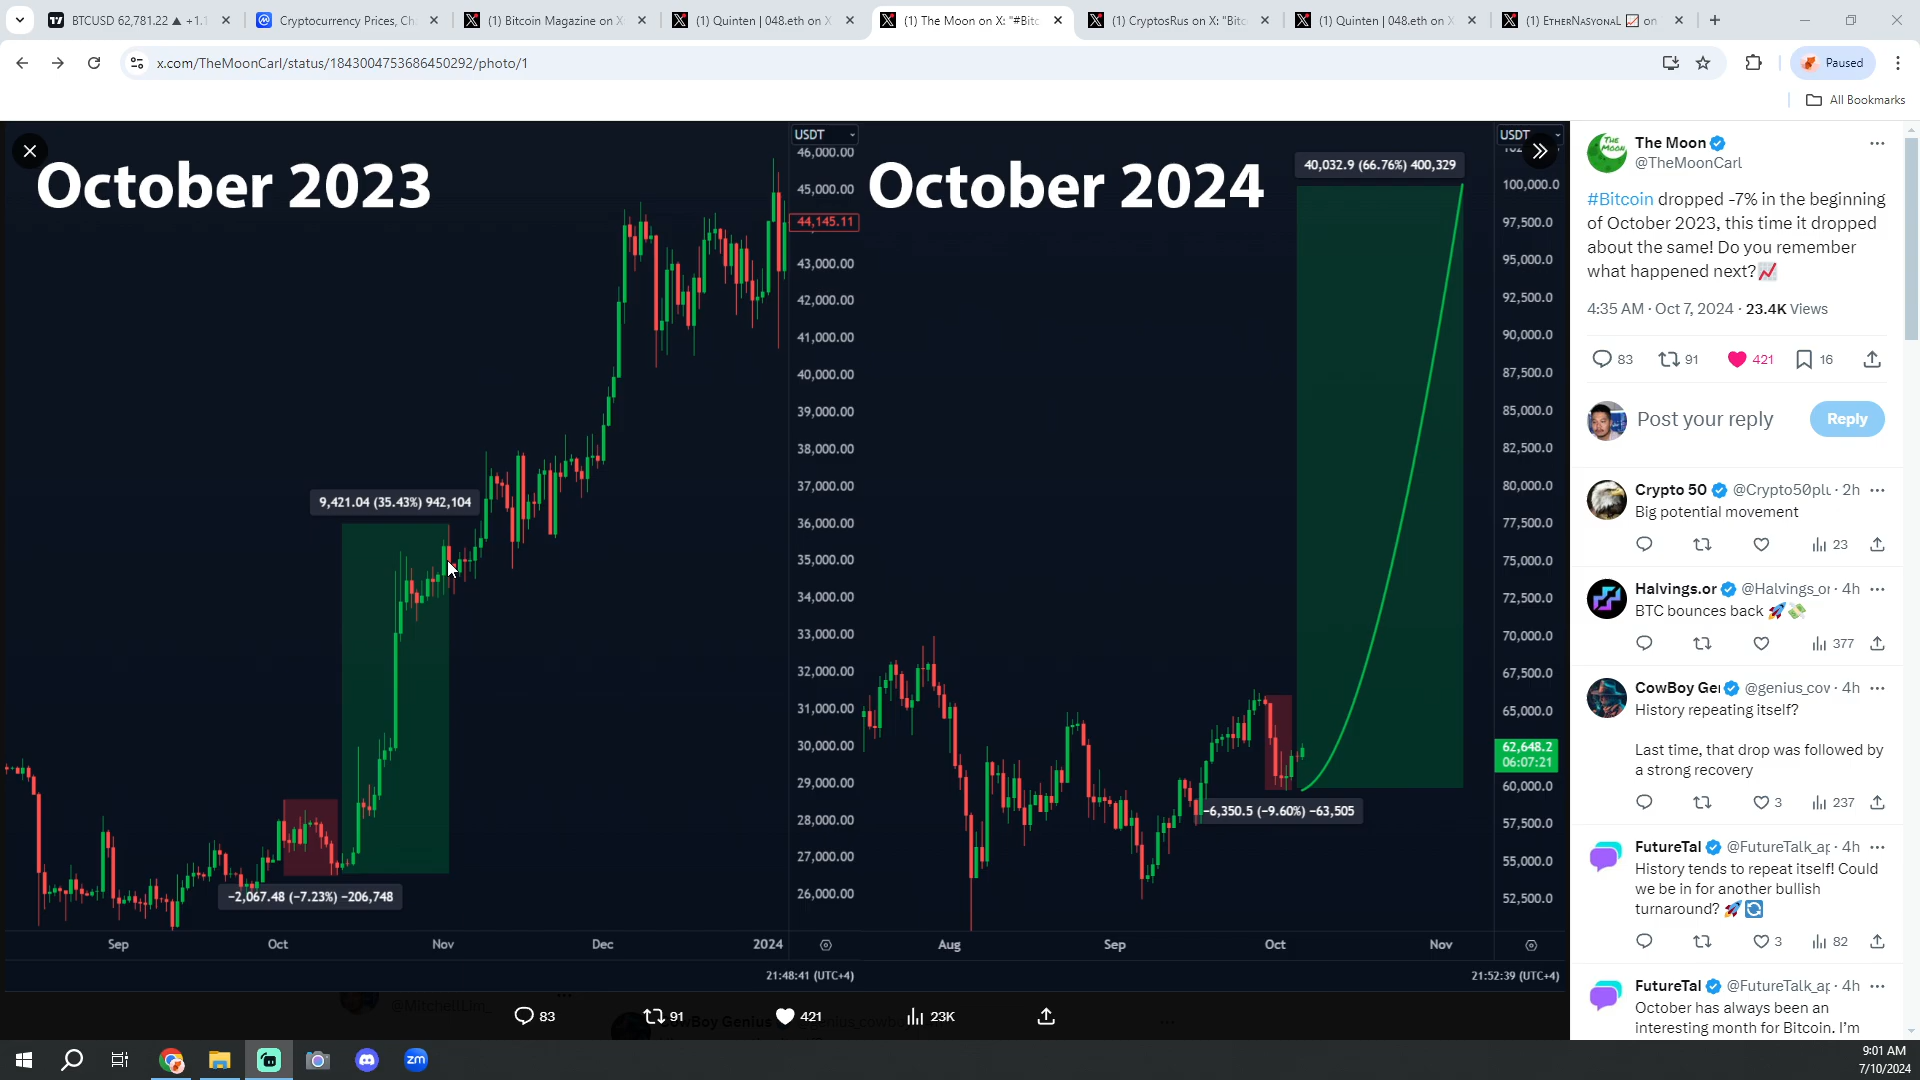 BTCUSD 62,781.22 ▲ +1.1
Cryptocurrency Prices, Ch
(1) Bitcoin Magazine on X
(1) Quinten | 048.eth on X
(1) The Moon on X: "#Bitc
(1) CryptosRus on X: "Bitc
(1) Quinten | 048.eth on X
(1) EᴛʜᴇʀNᴀsʏᴏɴᴀL 📈 on
x.com/TheMoonCarl/status/1843004753686450292/photo/1
Paused
All Bookmarks
October 2023
USDT
46,000.00
45,000.00
44,145.11
43,000.00
42,000.00
41,000.00
40,000.00
39,000.00
38,000.00
37,000.00
36,000.00
35,000.00
34,000.00
33,000.00
32,000.00
31,000.00
30,000.00
29,000.00
28,000.00
27,000.00
26,000.00
9,421.04 (35.43%) 942,104
−2,067.48 (−7.23%) −206,748
Sep Oct Nov Dec 2024
21:48:41 (UTC+4)
October 2024
USDT
40,032.9 (66.76%) 400,329
100,000.0
97,500.0
95,000.0
92,500.0
90,000.0
87,500.0
85,000.0
82,500.0
80,000.0
77,500.0
75,000.0
72,500.0
70,000.0
67,500.0
65,000.0
62,648.2
06:07:21
60,000.0
57,500.0
55,000.0
52,500.0
−6,350.5 (−9.60%) −63,505
Aug Sep Oct Nov
21:52:39 (UTC+4)
@MitchellLim_
CowBoy Genius
83 91 421 23K
The Moon
@TheMoonCarl
#Bitcoin dropped -7% in the beginning
of October 2023, this time it dropped
about the same! Do you remember
what happened next?📈
4:35 AM · Oct 7, 2024 · 23.4K Views
83 91 421 16
Post your reply
Reply
Crypto 50 @Crypto50plu · 2h
Big potential movement
23
Halvings.or @Halvings_or · 4h
BTC bounces back 🚀💸
377
CowBoy Gei @genius_cov · 4h
History repeating itself?
Last time, that drop was followed by
a strong recovery
3 237
FutureTal @FutureTalk_ap · 4h
History tends to repeat itself! Could
we be in for another bullish
turnaround? 🚀🔄
3 82
FutureTal @FutureTalk_ap · 4h
October has always been an
interesting month for Bitcoin. I'm
zm
9:01 AM
7/10/2024